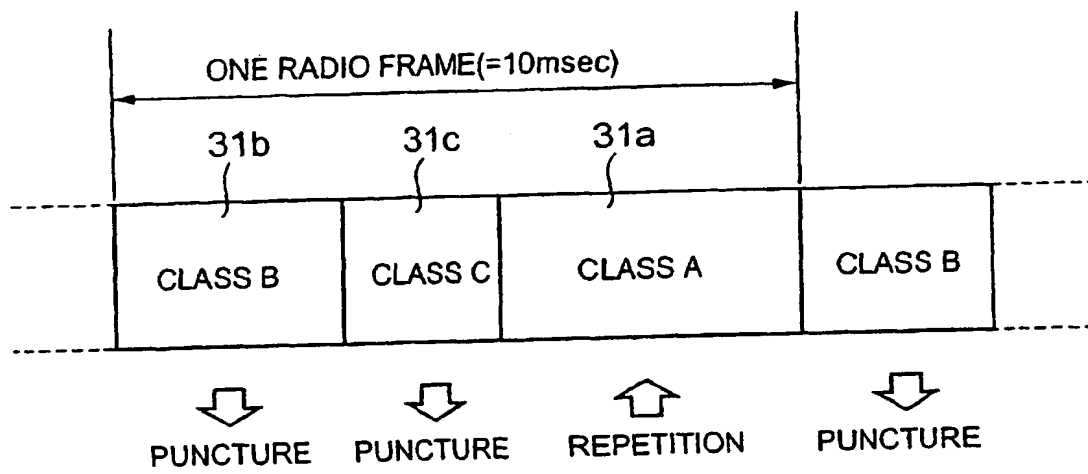 ONE RADIO FRAME(=10msec)
31b 31c 31a
CLASS B CLASS C CLASS A CLASS B
PUNCTURE PUNCTURE REPETITION PUNCTURE